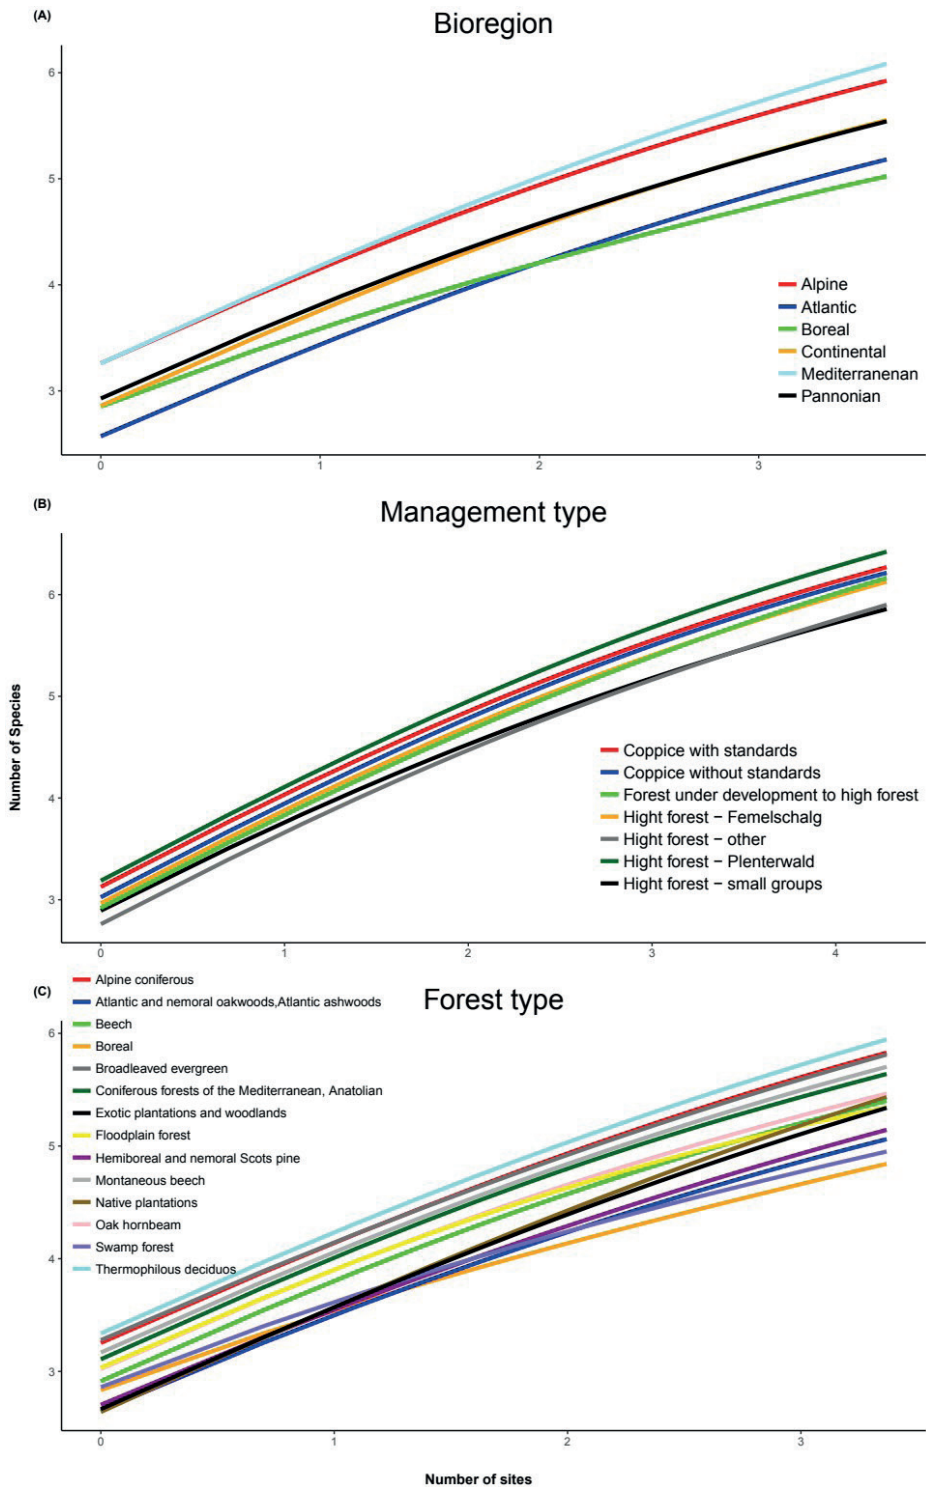 (A)
Bioregion
6
5
4
3
0
1
2
3
Alpine
Atlantic
Boreal
Continental
Mediterranenan
Pannonian
(B)
Management type
6
5
4
3
0
1
2
3
4
Number of Species
Coppice with standards
Coppice without standards
Forest under development to high forest
Hight forest − Femelschalg
Hight forest − other
Hight forest − Plenterwald
Hight forest − small groups
(C)
Forest type
Alpine coniferous
Atlantic and nemoral oakwoods,Atlantic ashwoods
Beech
Boreal
Broadleaved evergreen
Coniferous forests of the Mediterranean, Anatolian
Exotic plantations and woodlands
Floodplain forest
Hemiboreal and nemoral Scots pine
Montaneous beech
Native plantations
Oak hornbeam
Swamp forest
Thermophilous deciduos
6
5
4
3
0
1
2
3
Number of sites